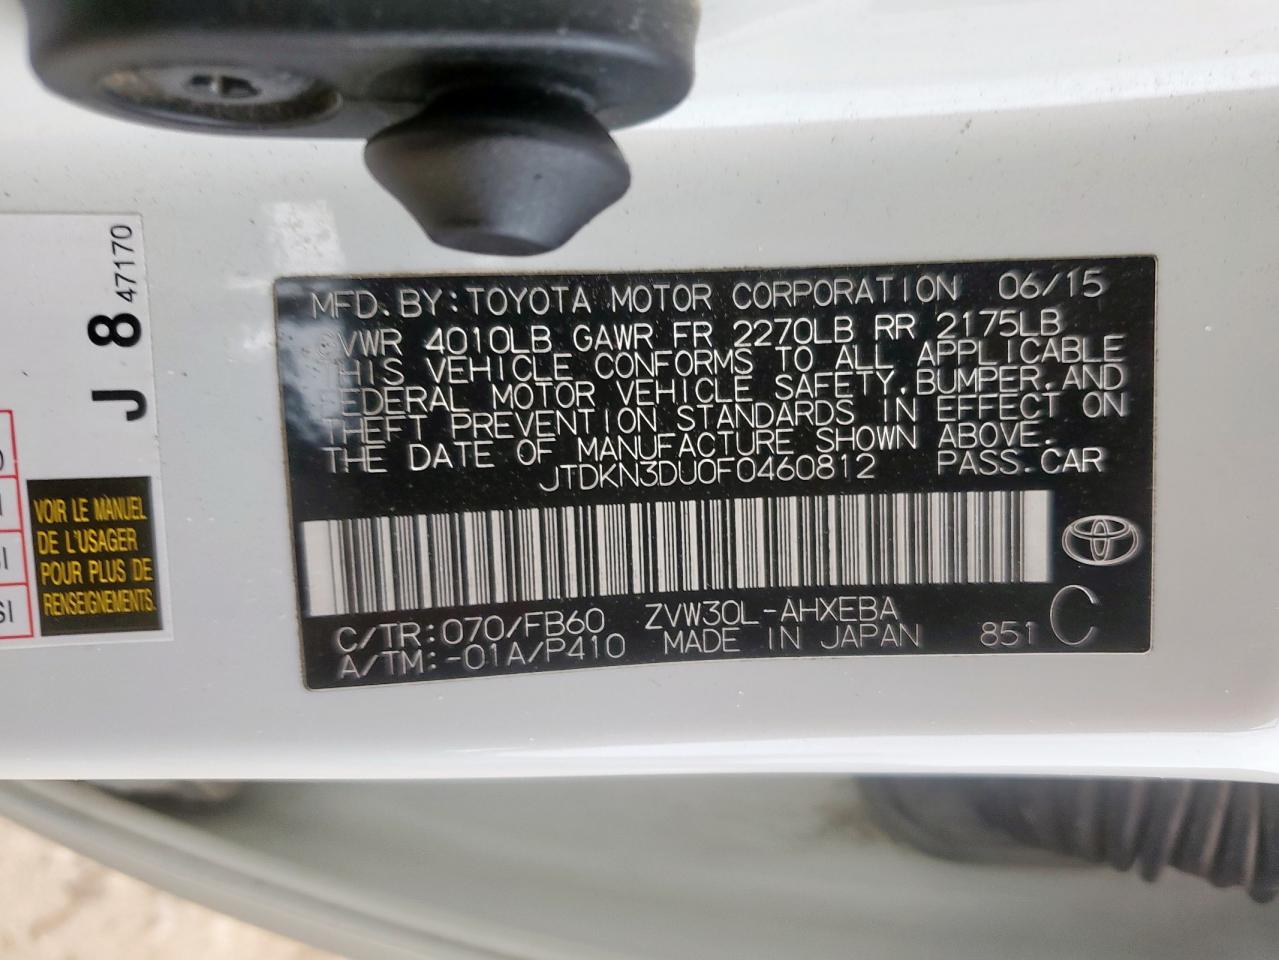 MFD. BY: TOYOTA MOTOR CORPORATION 06/15
GVWR 4010LB GAWR FR 2270LB RR 2175LB
THIS VEHICLE CONFORMS TO ALL APPLICABLE
FEDERAL MOTOR VEHICLE SAFETY, BUMPER, AND
THEFT PREVENTION STANDARDS IN EFFECT ON
THE DATE OF MANUFACTURE SHOWN ABOVE.
JTDKN3DU0F0460812 PASS. CAR
C/TR: 070/FB60 ZVW30L-AHXEBA
A/TM: -01A/P410 MADE IN JAPAN 851 C
J 8 47170
VOIR LE MANUEL
DE L'USAGER
POUR PLUS DE
RENSEIGNEMENTS.